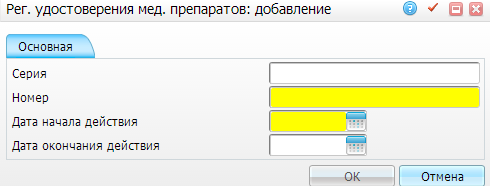 Рег. удостоверения мед. препаратов: добавление
Основная
Серия
Номер
Дата начала действия
Дата окончания действия
ОК
Отмена